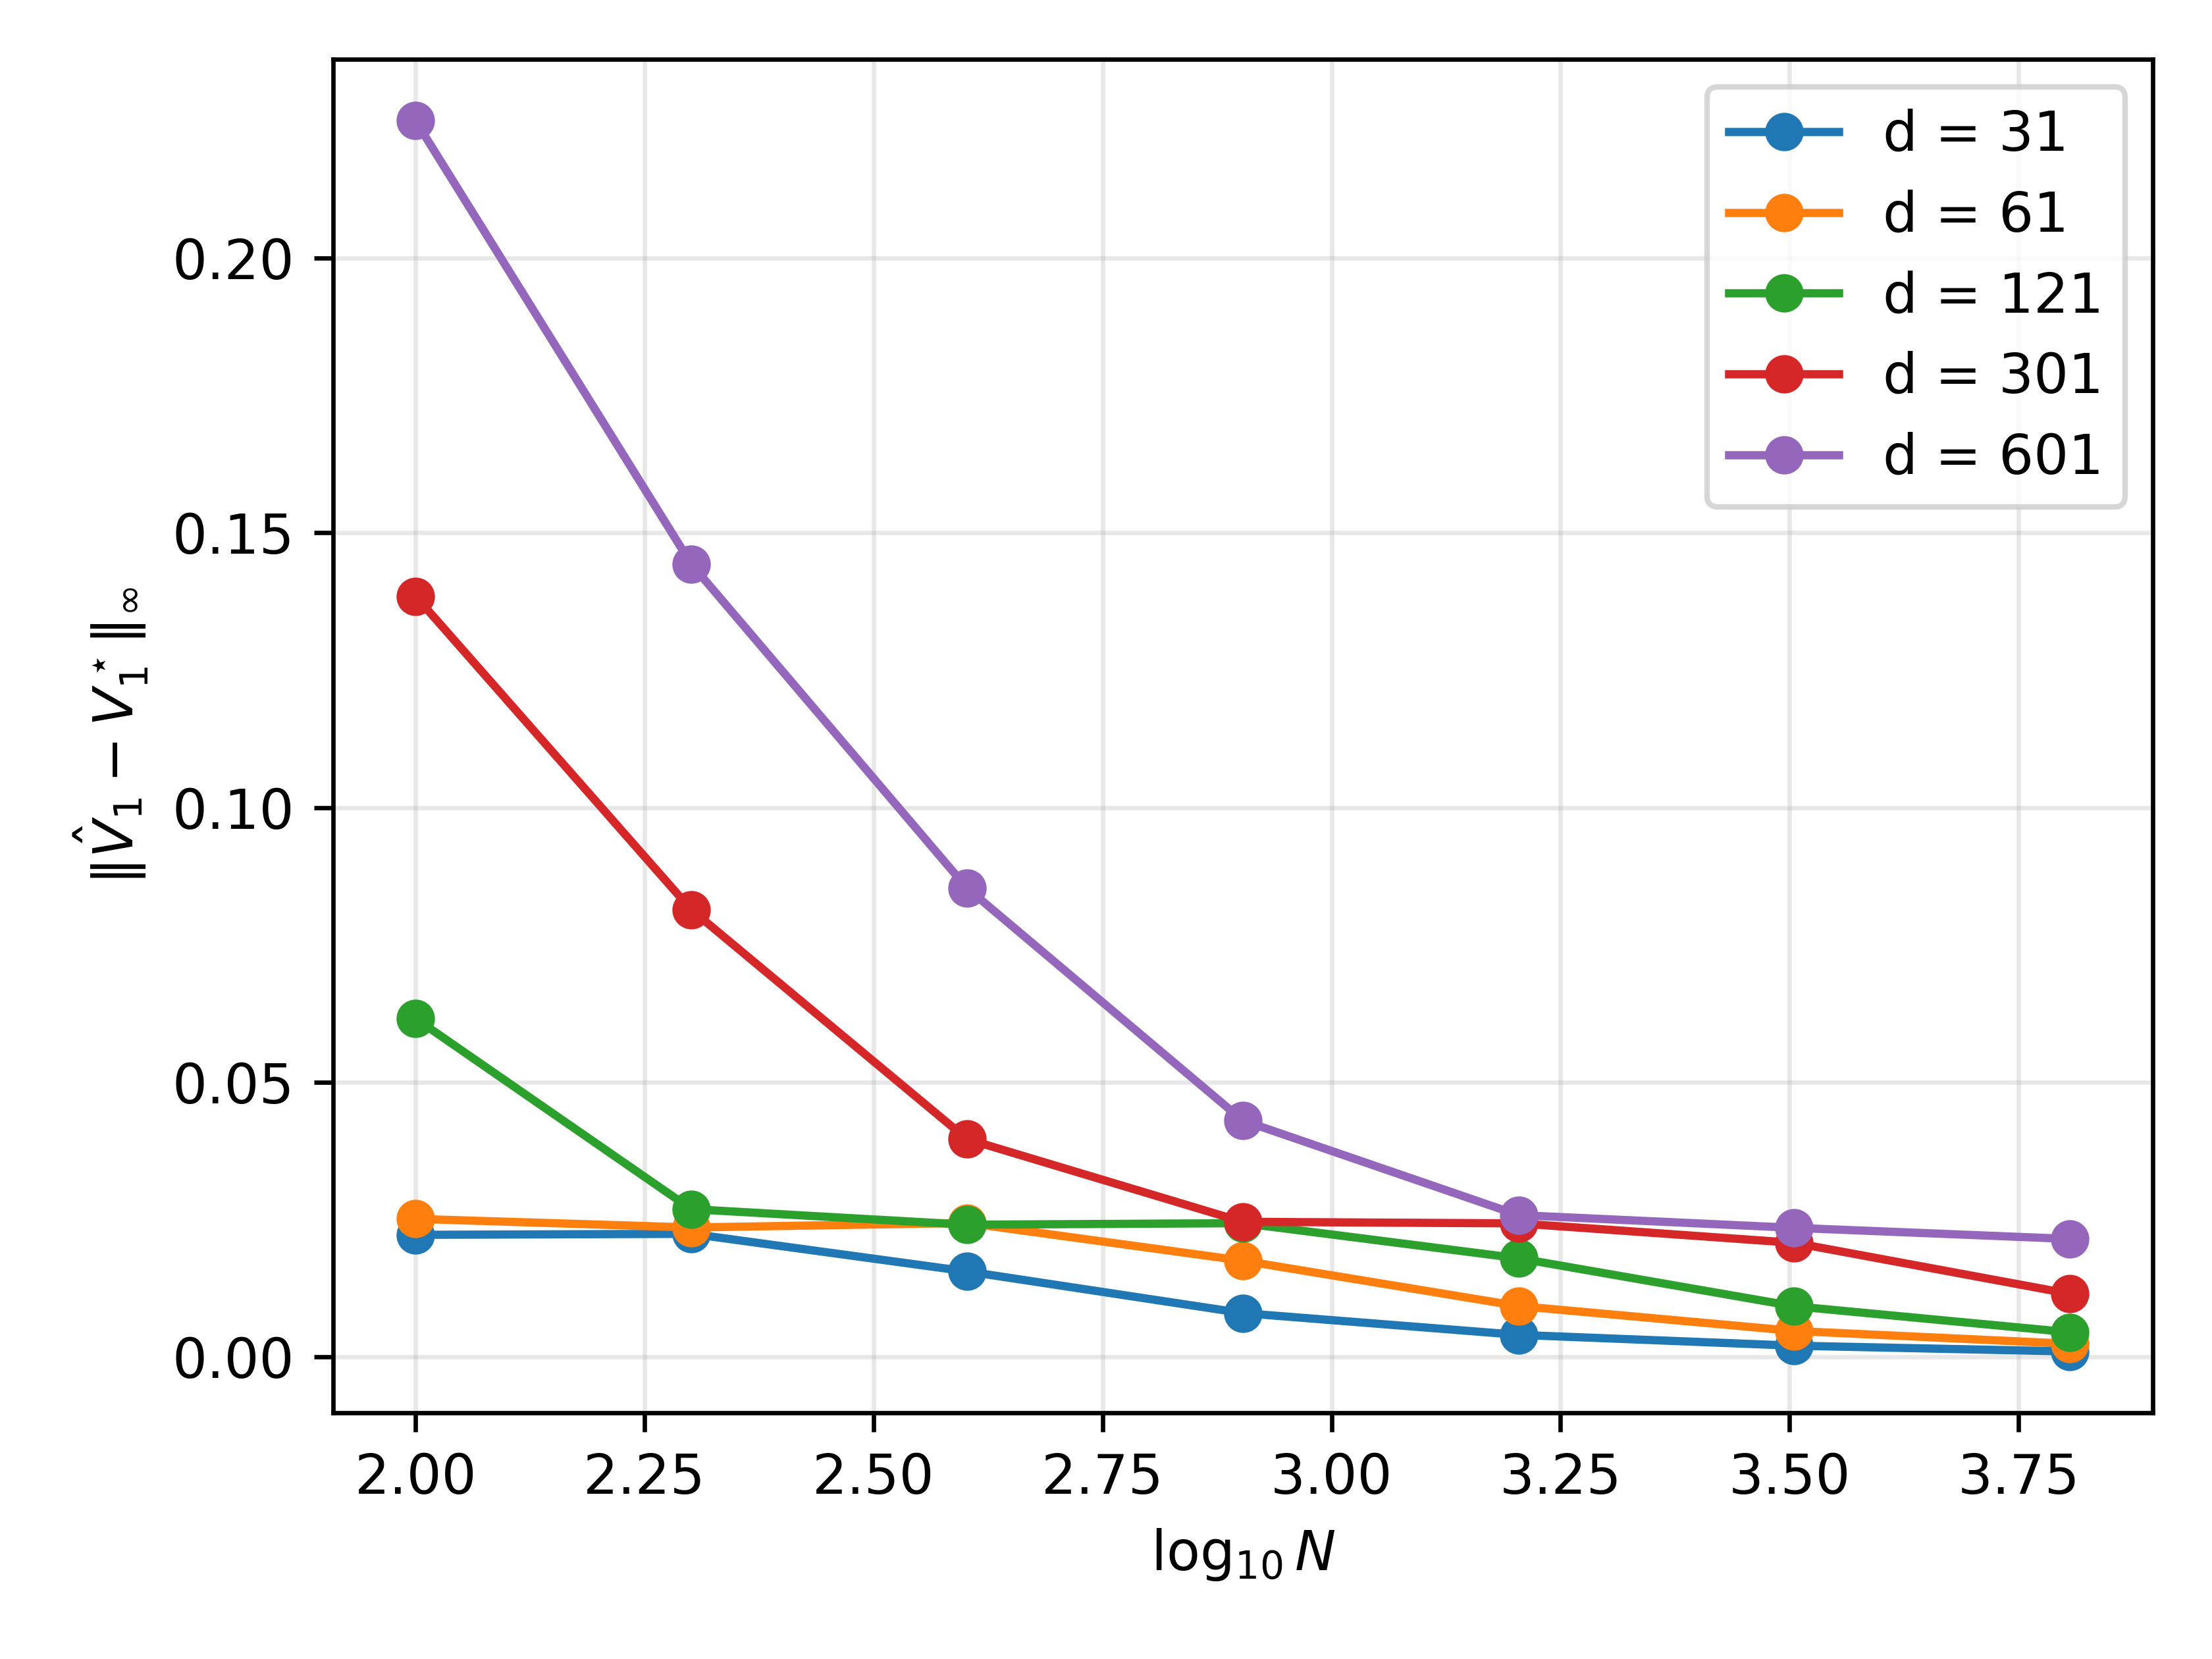 d = 31
d = 61
d = 121
d = 301
d = 601
0.20
0.15
0.10
0.05
0.00
‖V̂₁ − V₁⋆‖∞
2.00 2.25 2.50 2.75 3.00 3.25 3.50 3.75
log₁₀ N